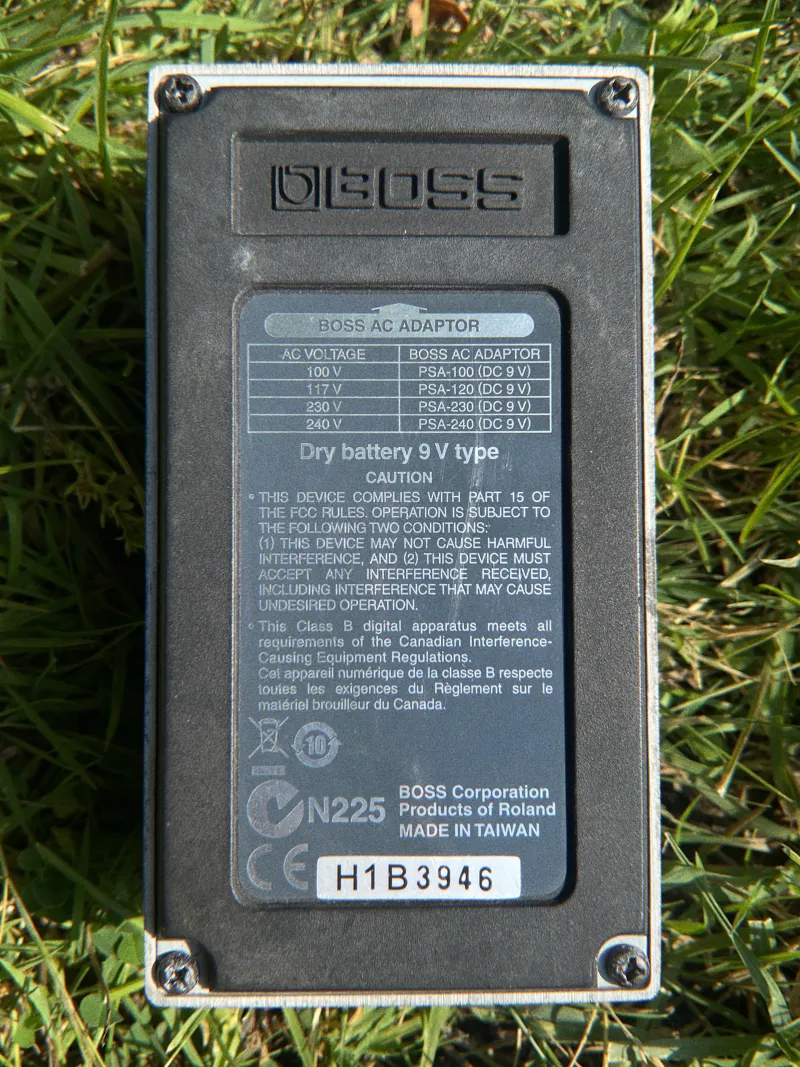 BOSS
BOSS AC ADAPTOR
AC VOLTAGE BOSS AC ADAPTOR
100 V PSA-100 (DC 9 V)
117 V PSA-120 (DC 9 V)
230 V PSA-230 (DC 9 V)
240 V PSA-240 (DC 9 V)
Dry battery 9 V type
CAUTION
• THIS DEVICE COMPLIES WITH PART 15 OF
THE FCC RULES. OPERATION IS SUBJECT TO
THE FOLLOWING TWO CONDITIONS:
(1) THIS DEVICE MAY NOT CAUSE HARMFUL
INTERFERENCE, AND (2) THIS DEVICE MUST
ACCEPT ANY INTERFERENCE RECEIVED,
INCLUDING INTERFERENCE THAT MAY CAUSE
UNDESIRED OPERATION.
• This Class B digital apparatus meets all
requirements of the Canadian Interference-
Causing Equipment Regulations.
Cet appareil numérique de la classe B respecte
toutes les exigences du Règlement sur le
matériel brouilleur du Canada.
10
N225
BOSS Corporation
Products of Roland
MADE IN TAIWAN
CE
H1B3946